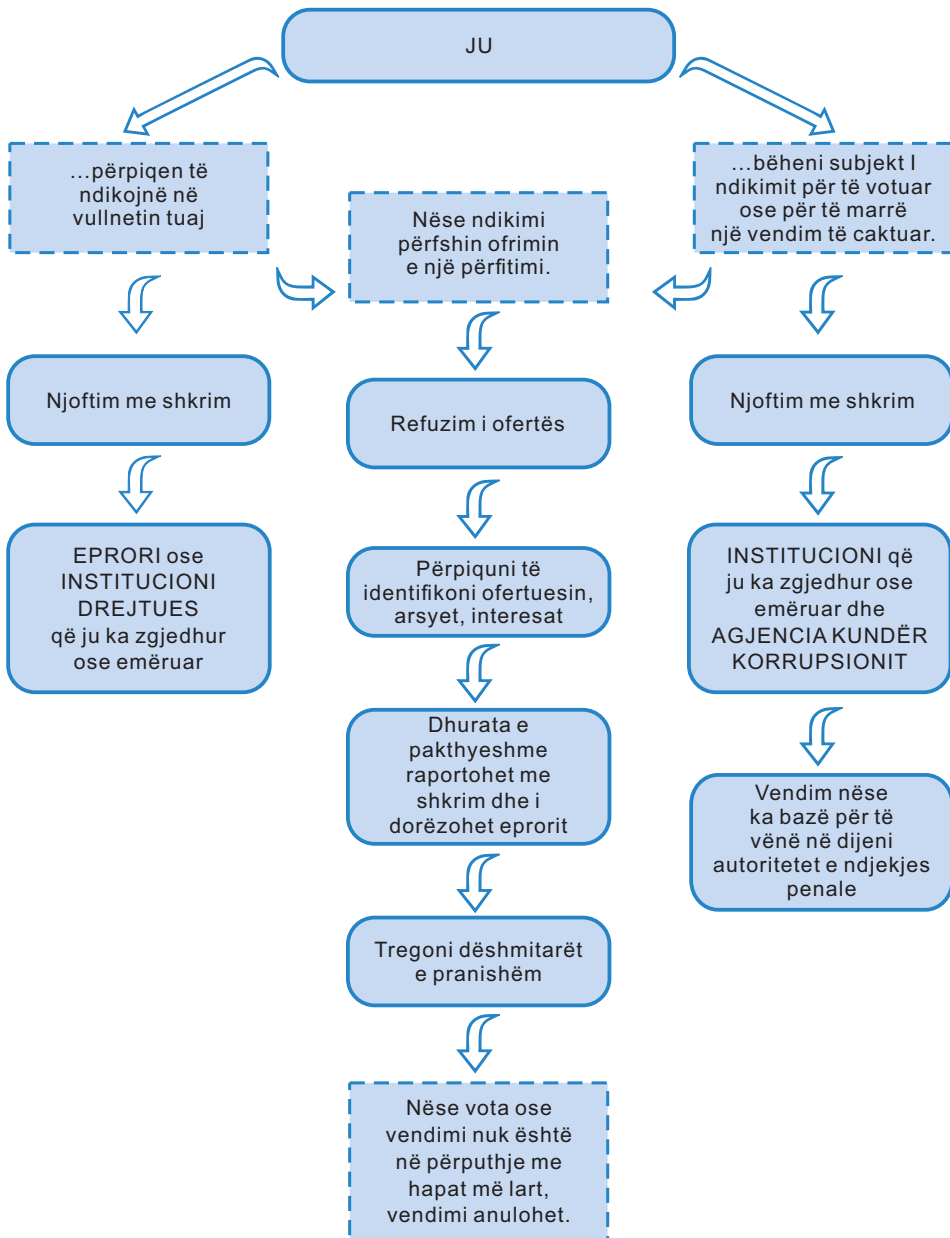 JU
…përpiqen të
ndikojnë në
vullnetin tuaj
Nëse ndikimi
përfshin ofrimin
e një përfitimi.
…bëheni subjekt I
ndikimit për të votuar
ose për të marrë
një vendim të caktuar.
Njoftim me shkrim
Refuzim i ofertës
Njoftim me shkrim
EPRORI ose
INSTITUCIONI
DREJTUES
që ju ka zgjedhur
ose emëruar
Përpiquni të
identifikoni ofertuesin,
arsyet, interesat
INSTITUCIONI që
ju ka zgjedhur ose
emëruar dhe
AGJENCIA KUNDËR
KORRUPSIONIT
Dhurata e
pakthyeshme
raportohet me
shkrim dhe i
dorëzohet eprorit
Vendim nëse
ka bazë për të
vënë në dijeni
autoritetet e ndjekjes
penale
Tregoni dëshmitarët
e pranishëm
Nëse vota ose
vendimi nuk është
në përputhje me
hapat më lart,
vendimi anulohet.